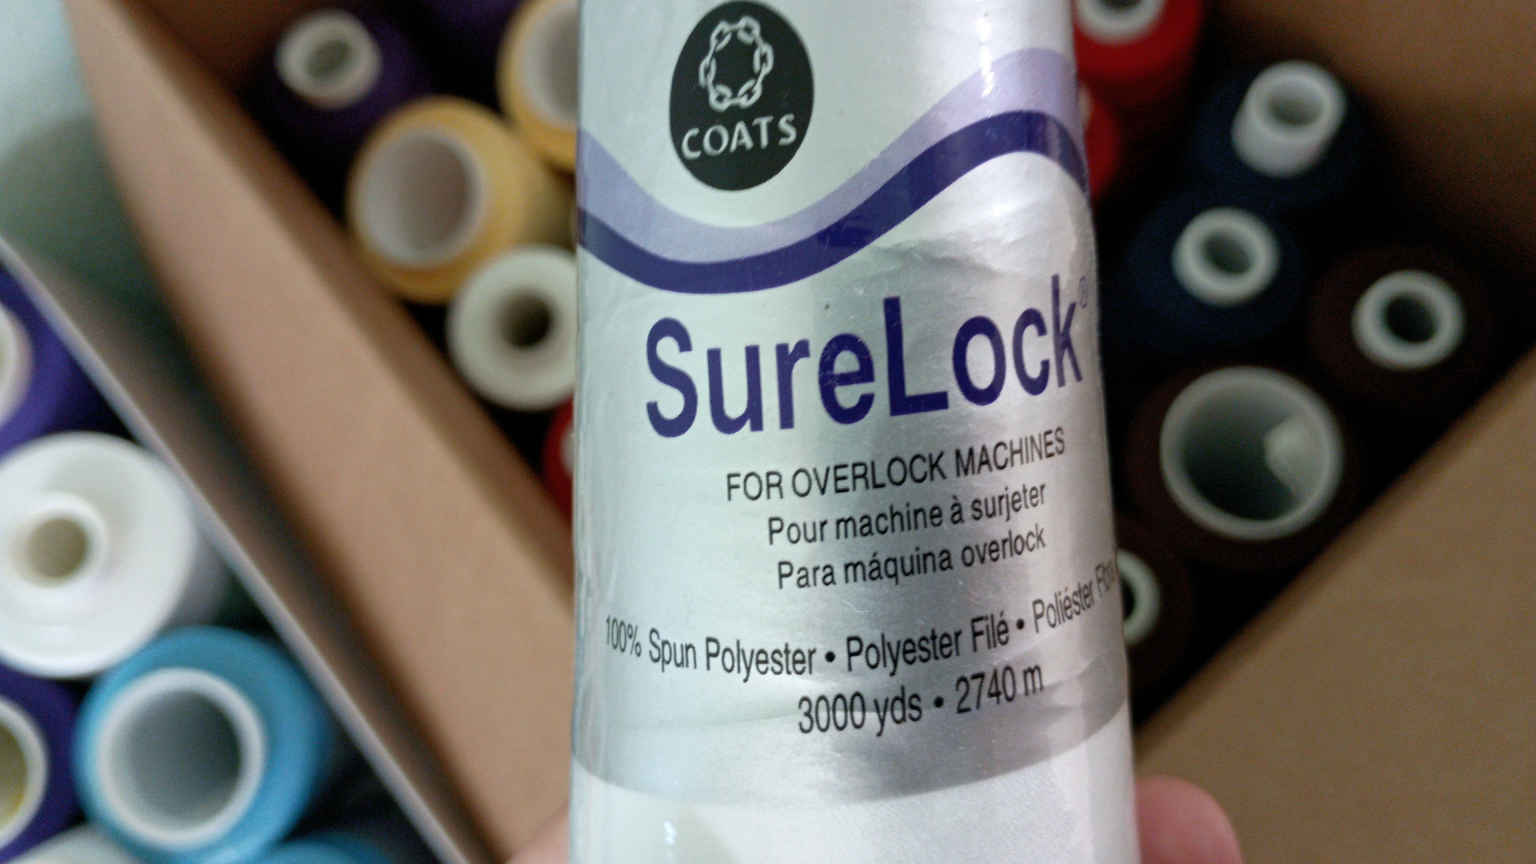 COATS
SureLock®
FOR OVERLOCK MACHINES
Pour machine à surjeter
Para máquina overlock
100% Spun Polyester • Polyester Filé • Poliéster
3000 yds • 2740 m